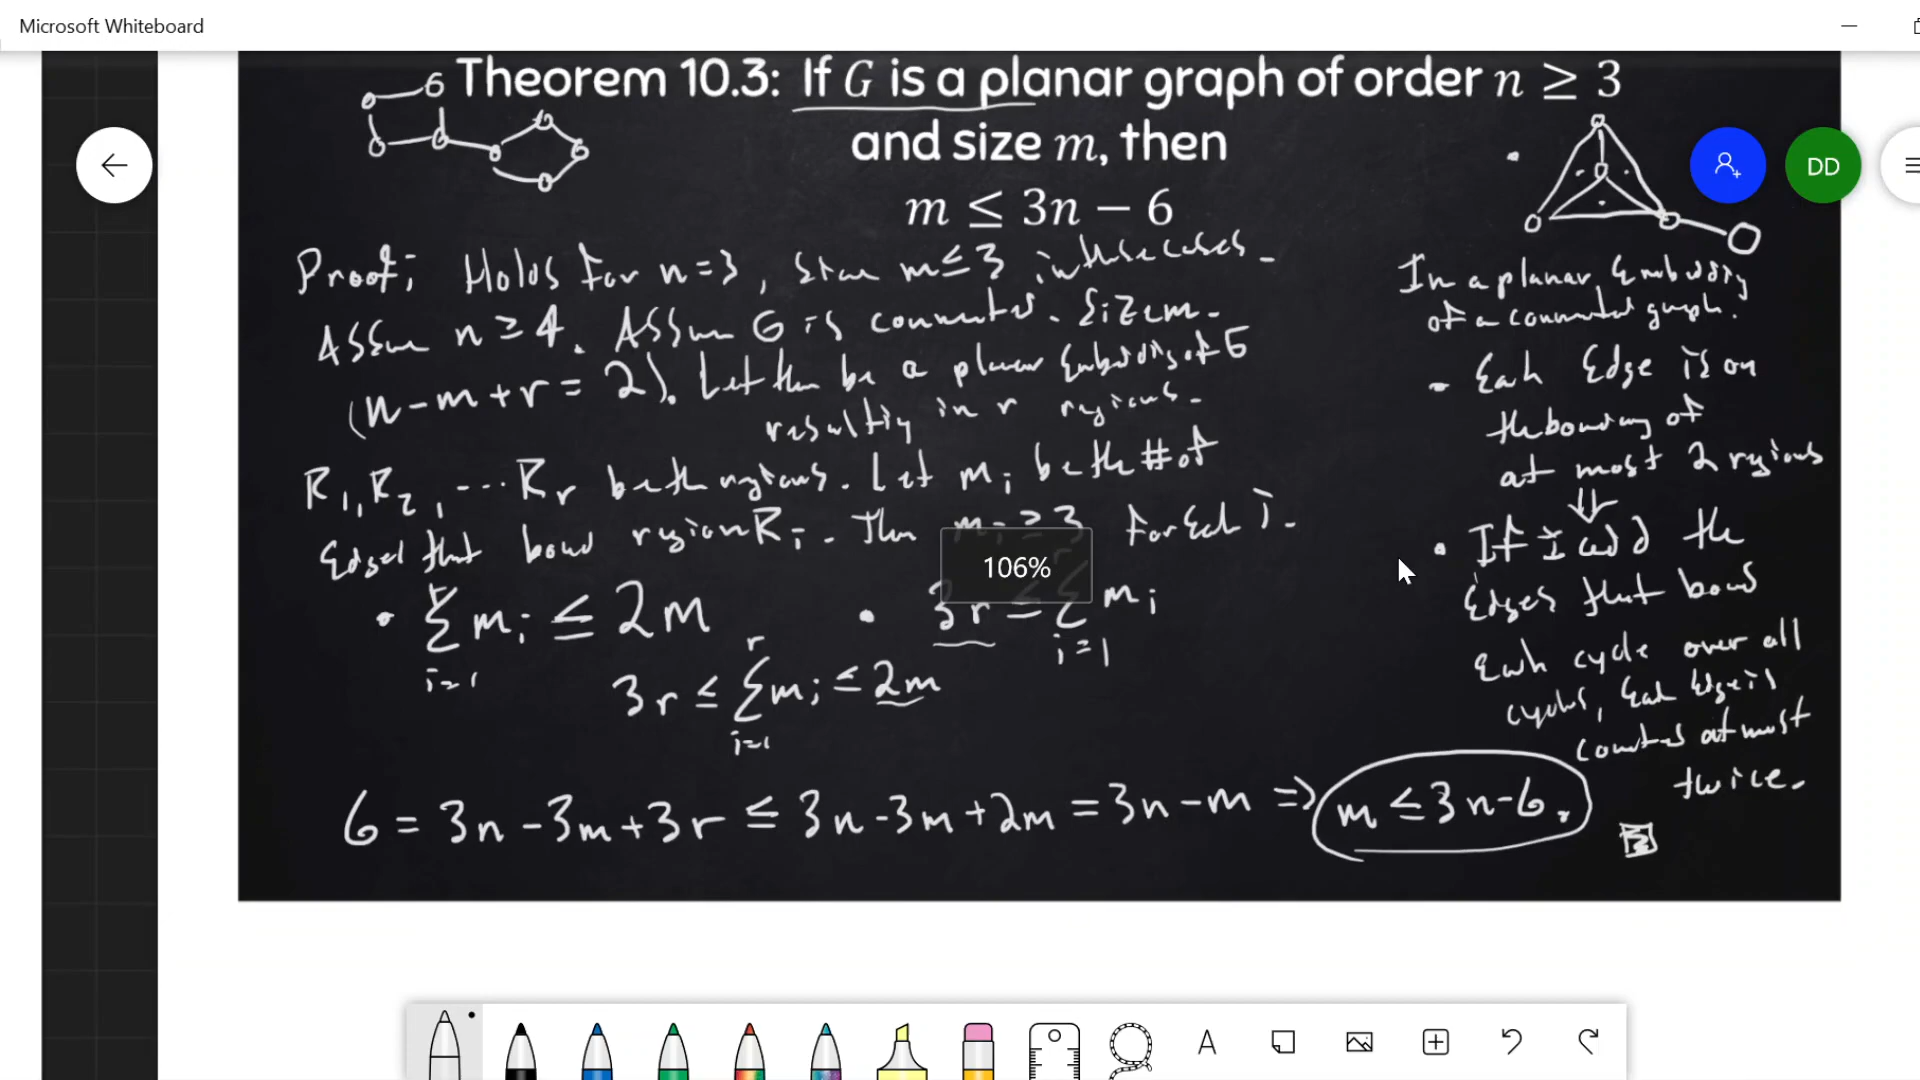 Microsoft Whiteboard
Theorem 10.3: If G is a planar graph of order n ≥ 3
and size m, then
m ≤ 3n − 6
DD
Proof: Holds for n=3, m≤3 in these cases.
Assume n ≥ 4. Assume G is connected. Size m.
(n-m+r=2). Let there be a planar Embedding of G
resulting in r regions.
R1, R2, ... Rr be the regions. Let mi be the # of
Edges that bound region Ri. Then mi ≥ 3 for Each i.
106%
r
• Σ mi ≤ 2m • 3r ≤ Σ mi
i=1 i=1
r
3r ≤ Σ mi ≤ 2m
i=1
6 = 3n - 3m + 3r ≤ 3n - 3m + 2m = 3n - m ⇒ m ≤ 3n-6.
In a planar Embedding
of a connected graph.
- Each Edge is on
the boundary of
at most 2 regions
⇓
• If I add the
Edges that bound
Each cycle over all
cycles, Each Edge is
counted at most
twice.
A